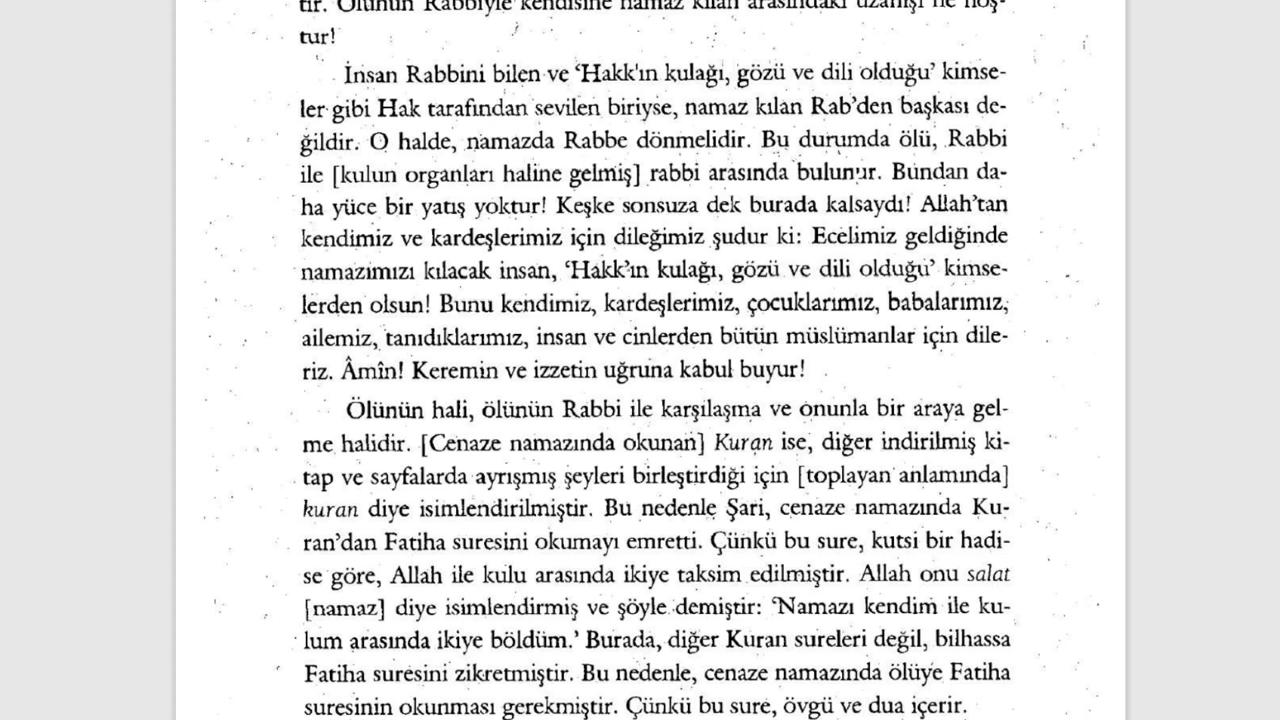 tir. Ölünün Rabbiyle kendisine namaz kılan arasındaki uzanışı ne hoş-
tur!
İnsan Rabbini bilen ve ‘Hakk'ın kulağı, gözü ve dili olduğu’ kimse-
ler gibi Hak tarafından sevilen biriyse, namaz kılan Rab’den başkası de-
ğildir. O halde, namazda Rabbe dönmelidir. Bu durumda ölü, Rabbi
ile [kulun organları haline gelmiş] rabbi arasında bulunur. Bundan da-
ha yüce bir yatış yoktur! Keşke sonsuza dek burada kalsaydı! Allah’tan
kendimiz ve kardeşlerimiz için dileğimiz şudur ki: Ecelimiz geldiğinde
namazımızı kılacak insan, ‘Hakk’ın kulağı, gözü ve dili olduğu’ kimse-
lerden olsun! Bunu kendimiz, kardeşlerimiz, çocuklarımız, babalarımız,
ailemiz, tanıdıklarımız, insan ve cinlerden bütün müslümanlar için dile-
riz. Âmîn! Keremin ve izzetin uğruna kabul buyur!
Ölünün hali, ölünün Rabbi ile karşılaşma ve onunla bir araya gel-
me halidir. [Cenaze namazında okunan] Kuran ise, diğer indirilmiş ki-
tap ve sayfalarda ayrışmış şeyleri birleştirdiği için [toplayan anlamında]
kuran diye isimlendirilmiştir. Bu nedenle Şari, cenaze namazında Ku-
ran’dan Fatiha suresini okumayı emretti. Çünkü bu sure, kutsi bir hadi-
se göre, Allah ile kulu arasında ikiye taksim edilmiştir. Allah onu salat
[namaz] diye isimlendirmiş ve şöyle demiştir: ‘Namazı kendim ile ku-
lum arasında ikiye böldüm.’ Burada, diğer Kuran sureleri değil, bilhassa
Fatiha suresini zikretmiştir. Bu nedenle, cenaze namazında ölüye Fatiha
suresinin okunması gerekmiştir. Çünkü bu sure, övgü ve dua içerir.